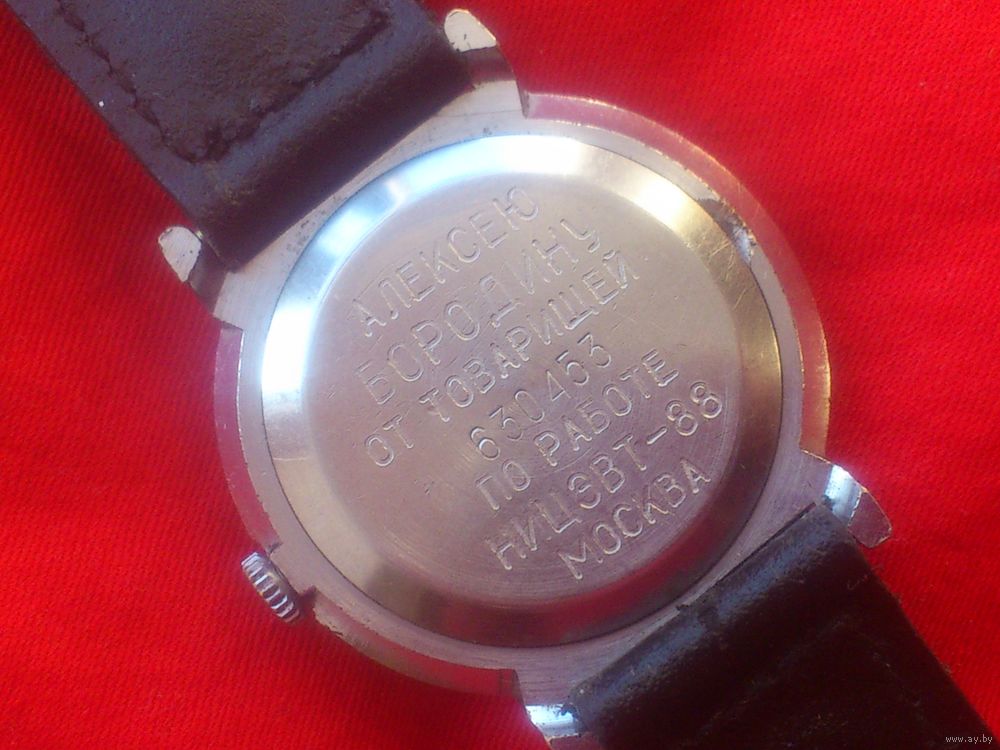 АЛЕКСЕЮ
БОРОДИНУ
ОТ ТОВАРИЩЕЙ
630453
ПО РАБОТЕ
НИЦЭВТ-88
МОСКВА
www.ay.by